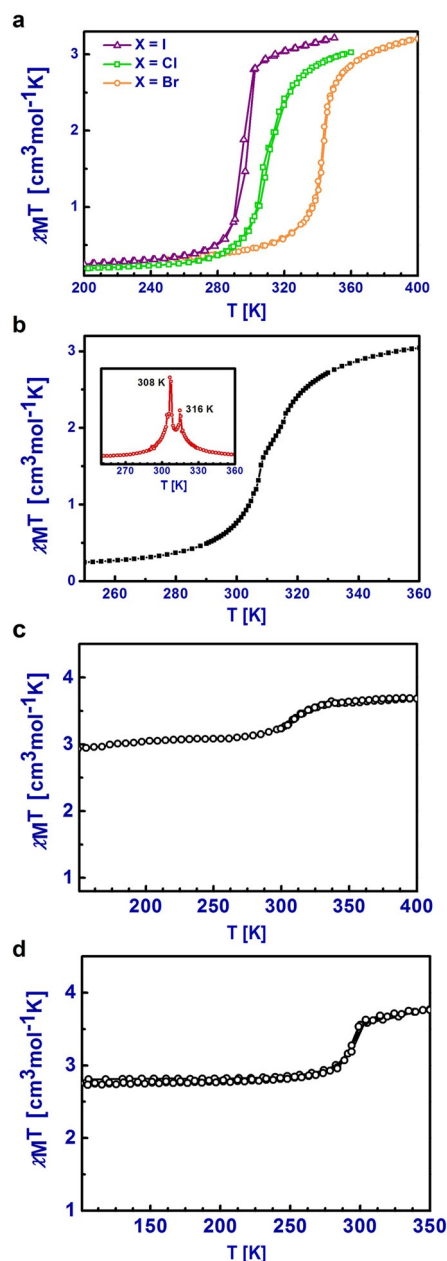 a
X = I
X = Cl
X = Br
χMT [cm3mol-1K]
3
2
1
200 240 280 320 360 400
T [K]
b
χMT [cm3mol-1K]
3
2
1
0
308 K
316 K
270 300 330 360
T [K]
260 280 300 320 340 360
T [K]
c
χMT [cm3mol-1K]
4
3
2
1
200 250 300 350 400
T [K]
d
χMT [cm3mol-1K]
4
3
2
1
150 200 250 300 350
T [K]